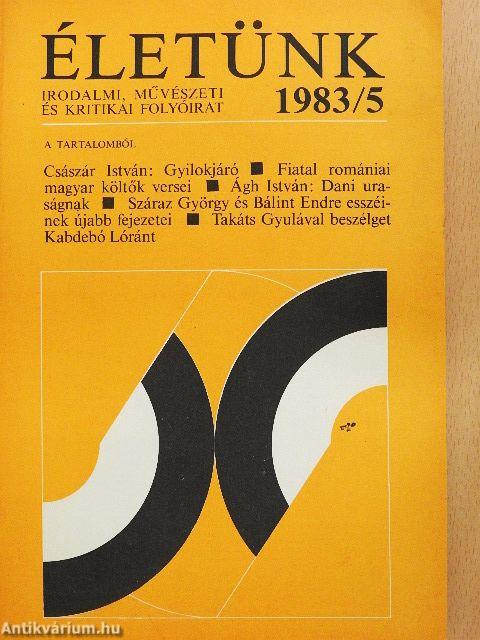 ÉLETÜNK
IRODALMI, MŰVÉSZETI
ÉS KRITIKAI FOLYÓIRAT 1983/5
A TARTALOMBÓL
Császár István: Gyilokjáró ■ Fiatal romániai
magyar költők versei ■ Ágh István: Dani ura-
ságnak ■ Száraz György és Bálint Endre esszéi-
nek újabb fejezetei ■ Takáts Gyulával beszélget
Kabdebó Lóránt
Antikvárium.hu